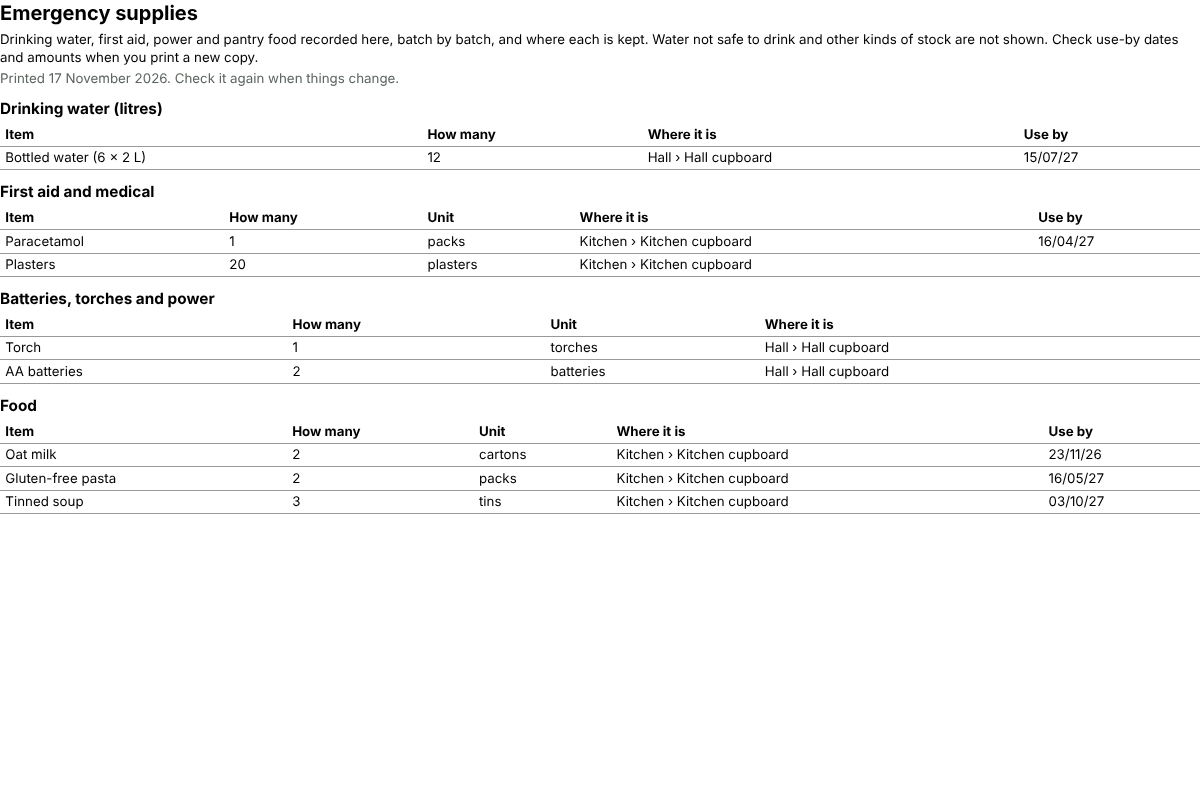 Emergency supplies
Drinking water, first aid, power and pantry food recorded here, batch by batch, and where each is kept. Water not safe to drink and other kinds of stock are not shown. Check use-by dates
and amounts when you print a new copy.
Printed 17 November 2026. Check it again when things change.
Drinking water (litres)
Item How many Where it is Use by
Bottled water (6 × 2 L) 12 Hall › Hall cupboard 15/07/27
First aid and medical
Item How many Unit Where it is Use by
Paracetamol 1 packs Kitchen › Kitchen cupboard 16/04/27
Plasters 20 plasters Kitchen › Kitchen cupboard
Batteries, torches and power
Item How many Unit Where it is
Torch 1 torches Hall › Hall cupboard
AA batteries 2 batteries Hall › Hall cupboard
Food
Item How many Unit Where it is Use by
Oat milk 2 cartons Kitchen › Kitchen cupboard 23/11/26
Gluten-free pasta 2 packs Kitchen › Kitchen cupboard 16/05/27
Tinned soup 3 tins Kitchen › Kitchen cupboard 03/10/27